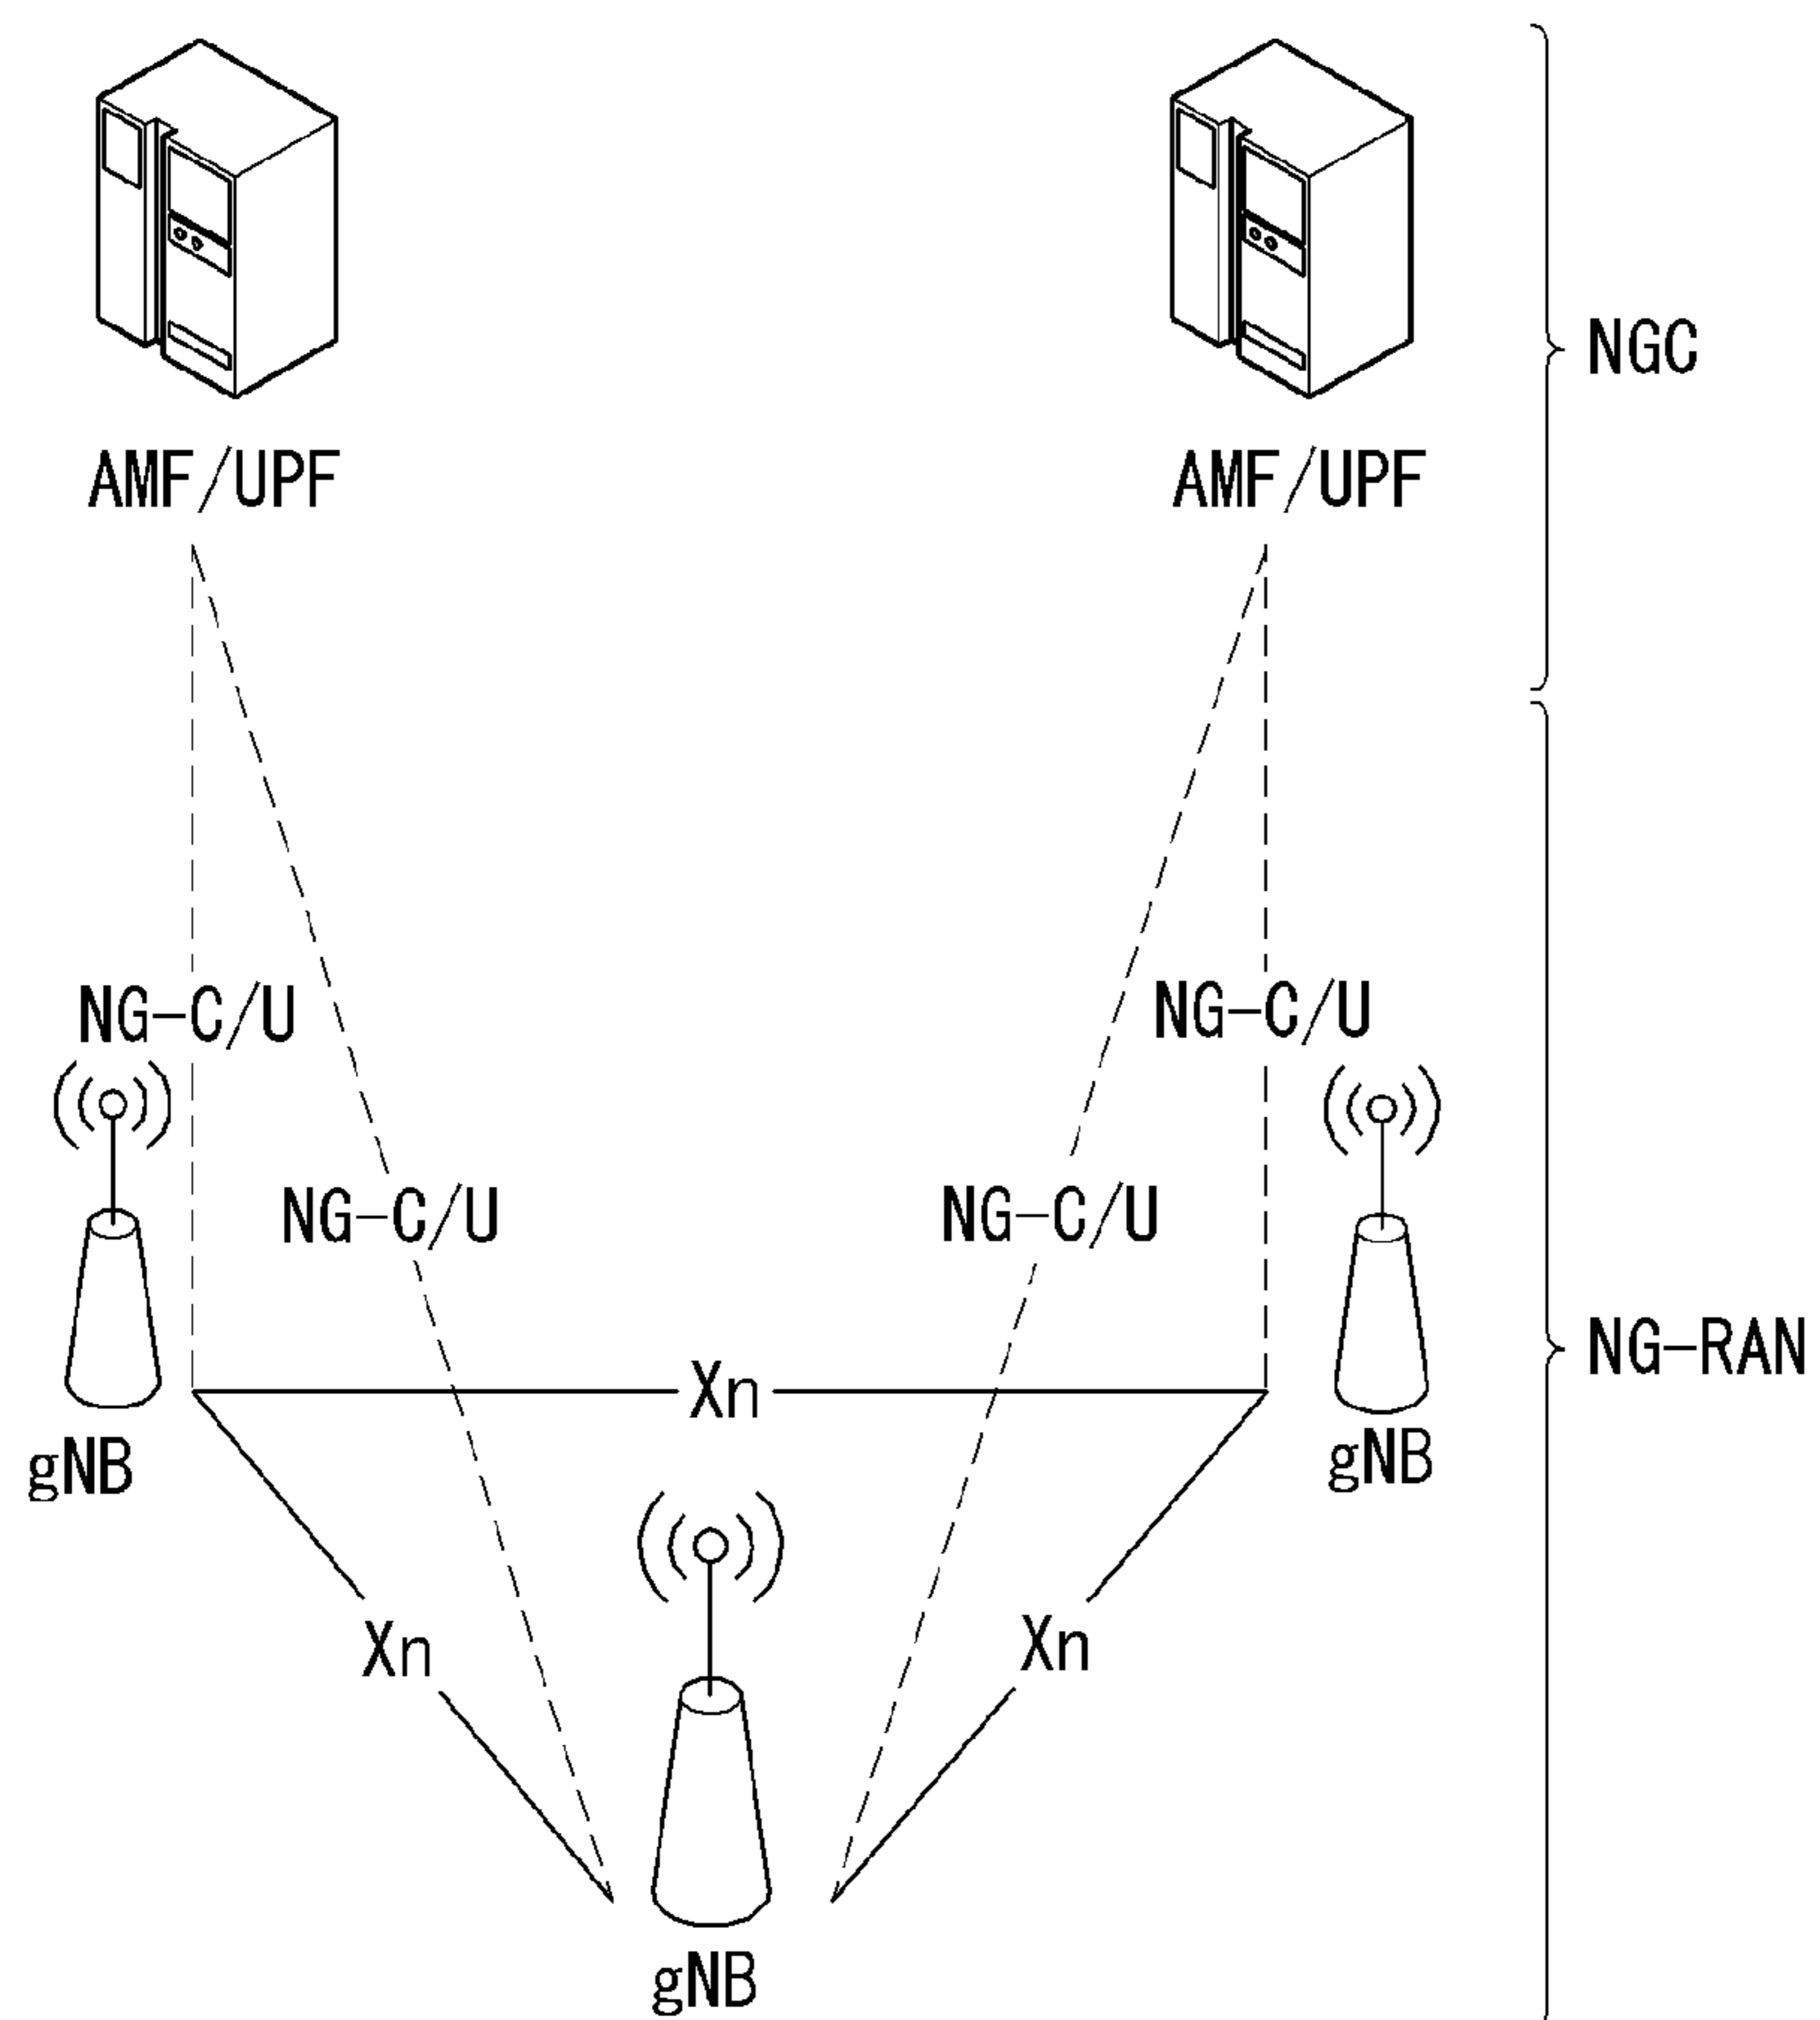 NGC
AMF/UPF
AMF/UPF
NG-C/U
NG-C/U
NG-C/U
NG-C/U
NG-RAN
Xn
gNB
gNB
Xn
Xn
gNB